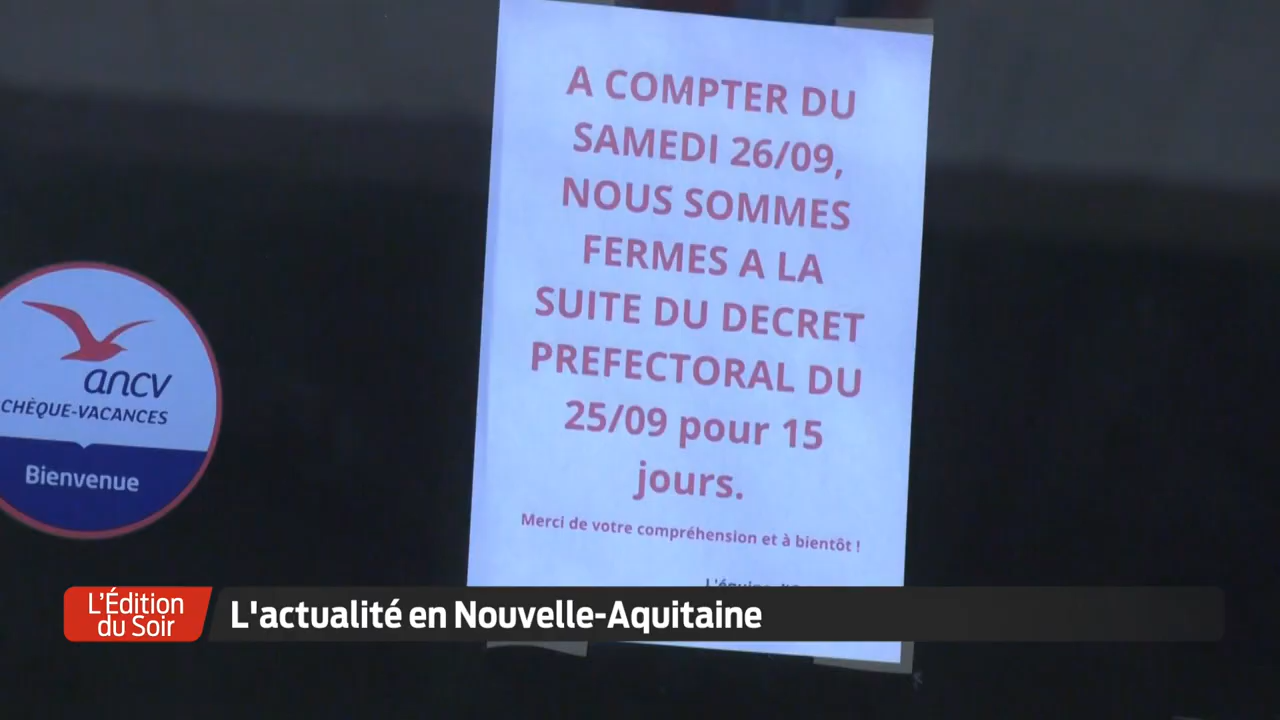 A COMPTER DU
SAMEDI 26/09,
NOUS SOMMES
FERMES A LA
SUITE DU DECRET
PREFECTORAL DU
25/09 pour 15
jours.
Merci de votre compréhension et à bientôt !
ancv
CHÈQUE-VACANCES
Bienvenue
L'Édition
du Soir
L'actualité en Nouvelle-Aquitaine